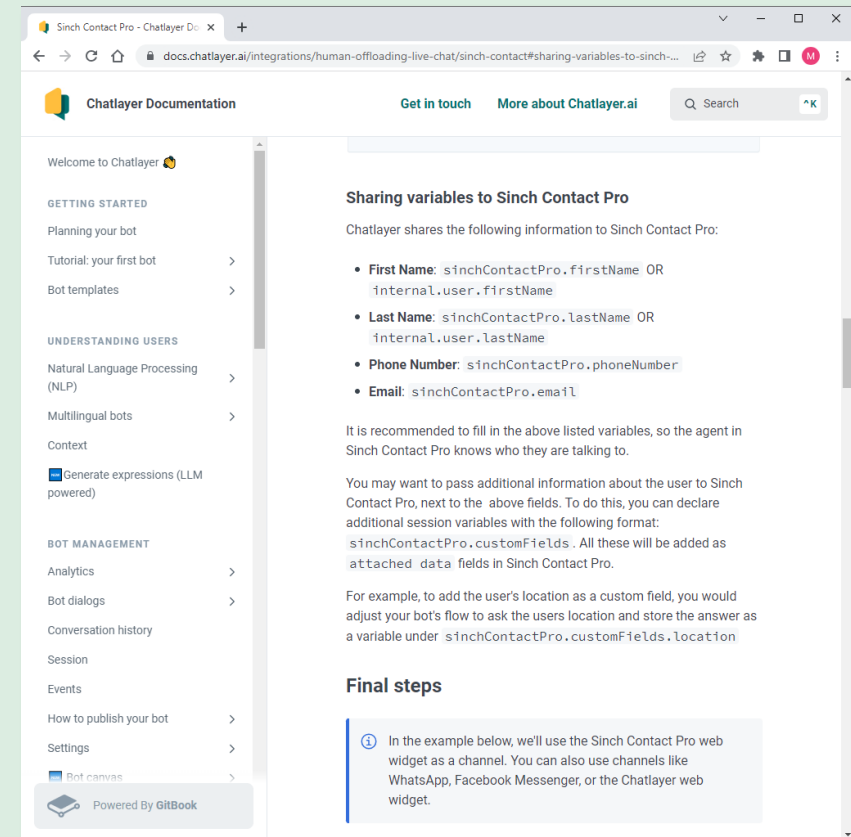 Sinch Contact Pro - Chatlayer Do
docs.chatlayer.ai/integrations/human-offloading-live-chat/sinch-contact#sharing-variables-to-sinch-...
M
Chatlayer Documentation
Get in touch
More about Chatlayer.ai
Search
^K
Welcome to Chatlayer
GETTING STARTED
Planning your bot
Tutorial: your first bot
Bot templates
UNDERSTANDING USERS
Natural Language Processing
(NLP)
Multilingual bots
Context
Generate expressions (LLM
powered)
BOT MANAGEMENT
Analytics
Bot dialogs
Conversation history
Session
Events
How to publish your bot
Settings
Bot canvas
Powered By GitBook
Sharing variables to Sinch Contact Pro
Chatlayer shares the following information to Sinch Contact Pro:
• First Name: sinchContactPro.firstName OR
internal.user.firstName
• Last Name: sinchContactPro.lastName OR
internal.user.lastName
• Phone Number: sinchContactPro.phoneNumber
• Email: sinchContactPro.email
It is recommended to fill in the above listed variables, so the agent in
Sinch Contact Pro knows who they are talking to.
You may want to pass additional information about the user to Sinch
Contact Pro, next to the above fields. To do this, you can declare
additional session variables with the following format:
sinchContactPro.customFields. All these will be added as
attached data fields in Sinch Contact Pro.
For example, to add the user's location as a custom field, you would
adjust your bot's flow to ask the users location and store the answer as
a variable under sinchContactPro.customFields.location
Final steps
In the example below, we'll use the Sinch Contact Pro web
widget as a channel. You can also use channels like
WhatsApp, Facebook Messenger, or the Chatlayer web
widget.